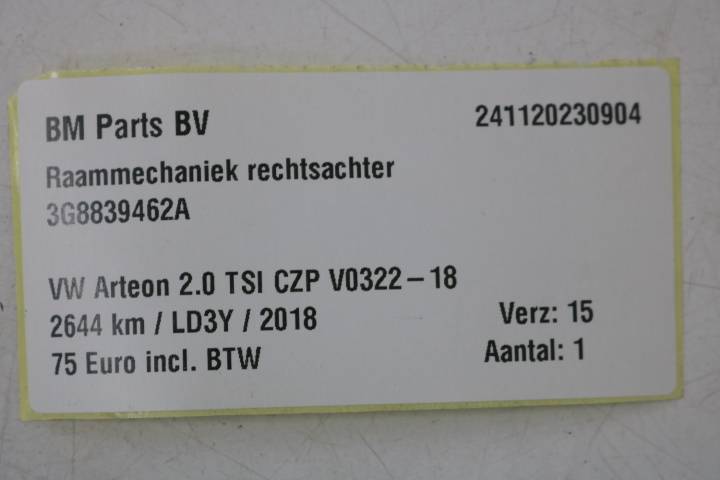 BM Parts BV 241120230904
Raammechaniek rechtsachter
3G8839462A
VW Arteon 2.0 TSI CZP V0322-18
2644 km / LD3Y / 2018 Verz: 15
75 Euro incl. BTW Aantal: 1